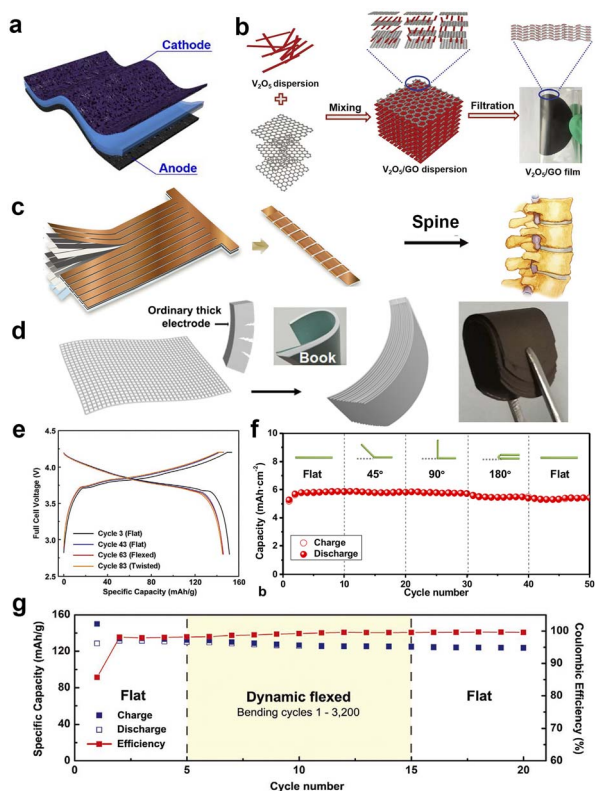 a
Cathode
Anode
b
V₂O₅ dispersion
Mixing
V₂O₅/GO dispersion
Filtration
V₂O₅/GO film
c
Spine
d
Ordinary thick
electrode
Book
e
Full Cell Voltage (V)
4.5
4.0
3.5
3.0
2.5
Cycle 3 (Flat)
Cycle 43 (Flat)
Cycle 63 (Flexed)
Cycle 83 (Twisted)
0 40 80 120 160
Specific Capacity (mAh/g)
f
Capacity (mAh·cm⁻²)
10
8
6
4
2
0
Flat 45° 90° 180° Flat
Charge
Discharge
0 10 20 30 40 50
Cycle number
b
g
Specific Capacity (mAh/g)
160
120
80
40
0
Flat
Charge
Discharge
Efficiency
Dynamic flexed
Bending cycles 1 - 3,200
Flat
100
95
90
85
80
70
60
Coulombic Efficiency (%)
0 5 10 15 20
Cycle number